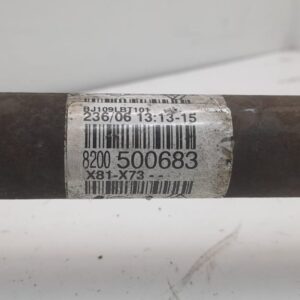 BJ109LBT101
236/06 13:13-15
8200 500683
X81-X73 - -